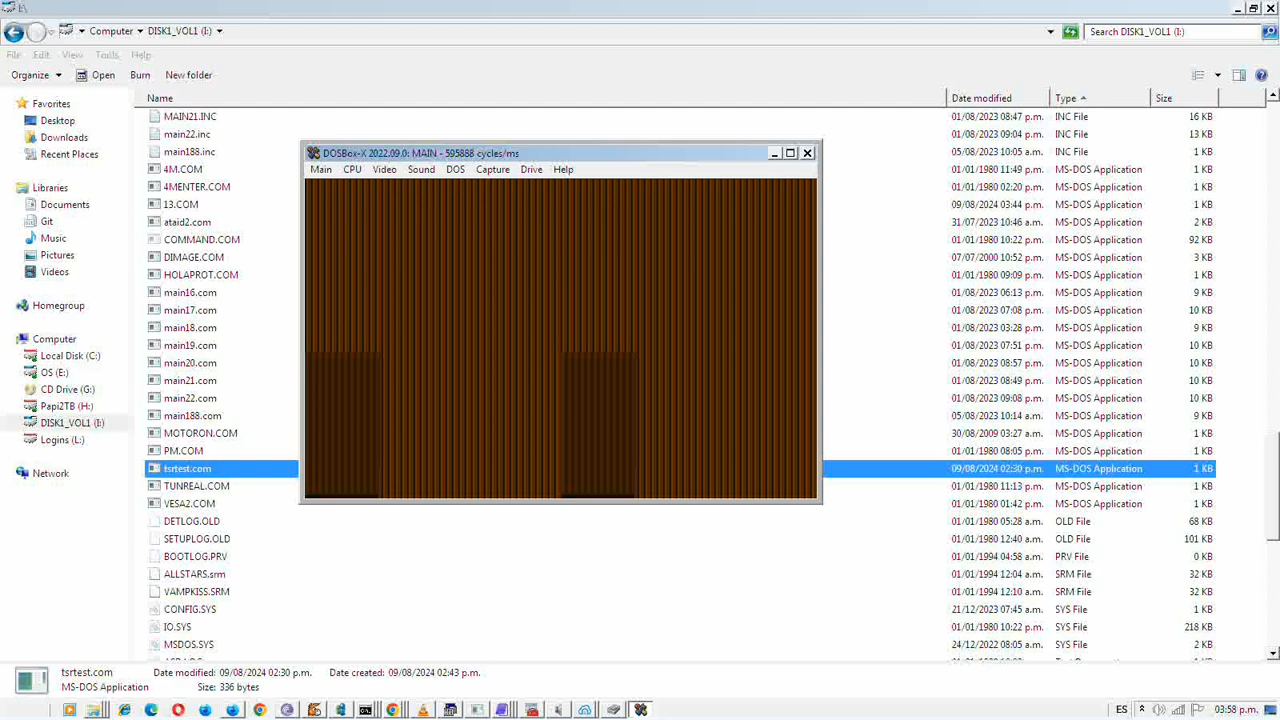 I:\
Computer DISK1_VOL1 (I:) Search DISK1_VOL1 (I:)
File Edit View Tools Help
Organize Open Burn New folder
Name Date modified Type Size
Favorites
Desktop
Downloads
Recent Places
Libraries
Documents
Git
Music
Pictures
Videos
Homegroup
Computer
Local Disk (C:)
OS (E:)
CD Drive (G:)
Papi2TB (H:)
DISK1_VOL1 (I:)
Logins (L:)
Network
MAIN21.INC 01/08/2023 08:47 p.m. INC File 16 KB
main22.inc 01/08/2023 09:04 p.m. INC File 13 KB
main188.inc 05/08/2023 10:05 a.m. INC File 9 KB
4M.COM 01/01/1980 11:49 p.m. MS-DOS Application 1 KB
4MENTER.COM 01/01/1980 02:20 p.m. MS-DOS Application 1 KB
13.COM 09/08/2024 03:44 p.m. MS-DOS Application 1 KB
ataid2.com 31/07/2023 10:46 a.m. MS-DOS Application 2 KB
COMMAND.COM 01/01/1980 10:22 p.m. MS-DOS Application 92 KB
DIMAGE.COM 07/07/2000 10:52 p.m. MS-DOS Application 3 KB
HOLAPROT.COM 01/01/1980 09:09 p.m. MS-DOS Application 1 KB
main16.com 01/08/2023 06:13 p.m. MS-DOS Application 9 KB
main17.com 01/08/2023 07:08 p.m. MS-DOS Application 10 KB
main18.com 01/08/2023 03:28 p.m. MS-DOS Application 9 KB
main19.com 01/08/2023 07:51 p.m. MS-DOS Application 10 KB
main20.com 01/08/2023 08:57 p.m. MS-DOS Application 10 KB
main21.com 01/08/2023 08:49 p.m. MS-DOS Application 10 KB
main22.com 01/08/2023 09:08 p.m. MS-DOS Application 10 KB
main188.com 05/08/2023 10:14 a.m. MS-DOS Application 9 KB
MOTORON.COM 30/08/2009 03:27 a.m. MS-DOS Application 1 KB
PM.COM 01/01/1980 08:05 p.m. MS-DOS Application 1 KB
tsrtest.com 09/08/2024 02:30 p.m. MS-DOS Application 1 KB
TUNREAL.COM 01/01/1980 11:13 p.m. MS-DOS Application 1 KB
VESA2.COM 01/01/1980 01:42 p.m. MS-DOS Application 1 KB
DETLOG.OLD 01/01/1980 05:28 a.m. OLD File 68 KB
SETUPLOG.OLD 01/01/1980 12:40 a.m. OLD File 101 KB
BOOTLOG.PRV 01/01/1994 04:58 a.m. PRV File 0 KB
ALLSTARS.srm 01/01/1994 12:04 a.m. SRM File 32 KB
VAMPKISS.SRM 01/01/1994 12:10 a.m. SRM File 32 KB
CONFIG.SYS 21/12/2023 07:45 a.m. SYS File 1 KB
IO.SYS 01/01/1980 10:22 p.m. SYS File 218 KB
MSDOS.SYS 24/12/2022 08:05 a.m. SYS File 2 KB
DOSBox-X 2022.09.0: MAIN - 595888 cycles/ms
Main CPU Video Sound DOS Capture Drive Help
tsrtest.com Date modified: 09/08/2024 02:30 p.m. Date created: 09/08/2024 02:43 p.m.
MS-DOS Application Size: 336 bytes
ES 03:58 p.m.